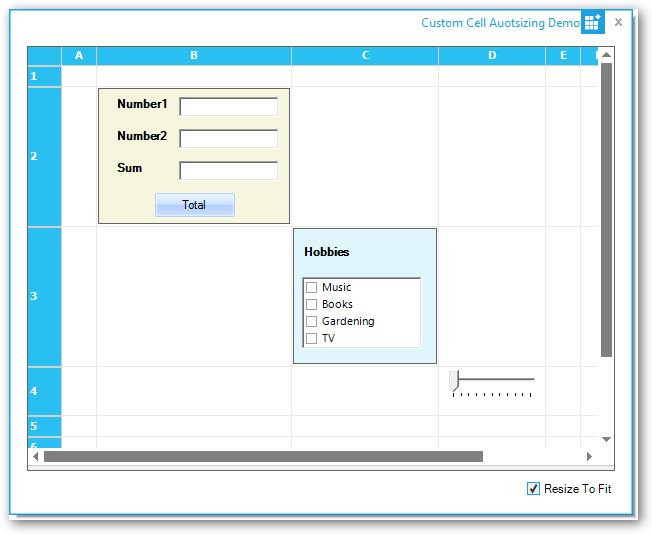 Custom Cell Auotsizing Demo
A B C D E
1
2
Number1
Number2
Sum
Total
3
Hobbies
Music
Books
Gardening
TV
4
5
6
Resize To Fit